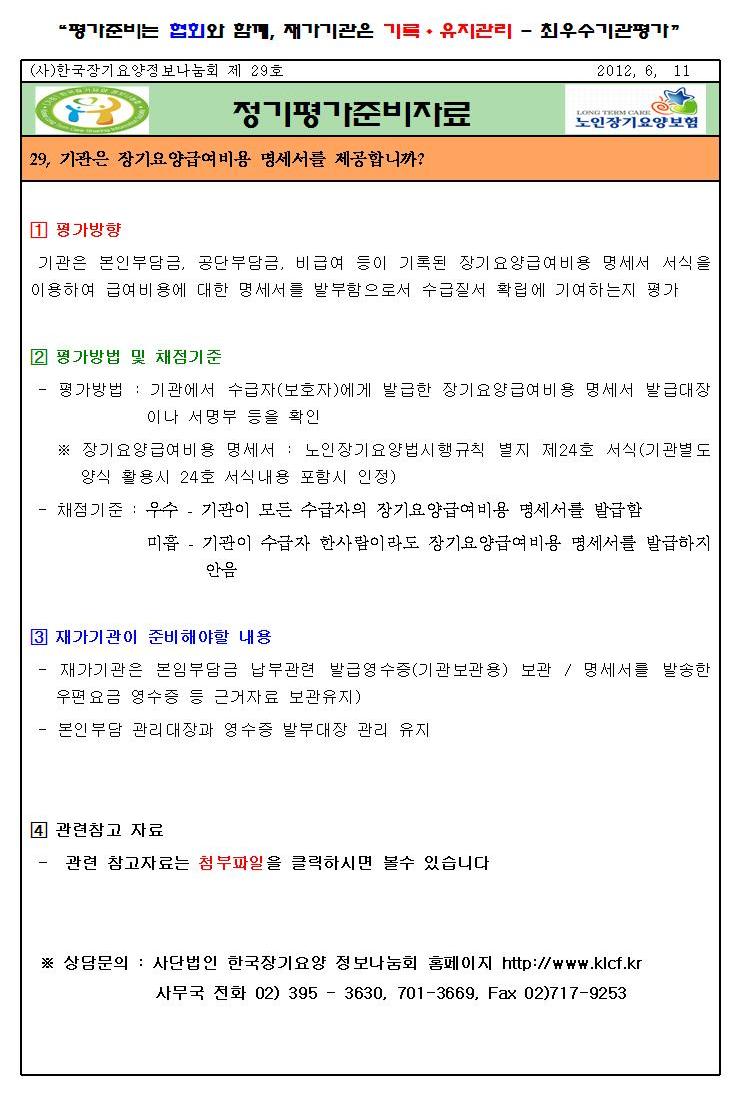 “평가준비는 협회와 함께, 재가기관은 기록·유지관리 - 최우수기관평가”
(사)한국장기요양정보나눔회 제 29호 2012, 6, 11
정기평가준비자료
LONG TERM CARE
노인장기요양보험
29, 기관은 장기요양급여비용 명세서를 제공합니까?
1 평가방향
기관은 본인부담금, 공단부담금, 비급여 등이 기록된 장기요양급여비용 명세서 서식을
이용하여 급여비용에 대한 명세서를 발부함으로서 수급질서 확립에 기여하는지 평가
2 평가방법 및 채점기준
- 평가방법 : 기관에서 수급자(보호자)에게 발급한 장기요양급여비용 명세서 발급대장
이나 서명부 등을 확인
※ 장기요양급여비용 명세서 : 노인장기요양법시행규칙 별지 제24호 서식(기관별도
양식 활용시 24호 서식내용 포함시 인정)
- 채점기준 : 우수 - 기관이 모든 수급자의 장기요양급여비용 명세서를 발급함
미흡 - 기관이 수급자 한사람이라도 장기요양급여비용 명세서를 발급하지
안음
3 재가기관이 준비해야할 내용
- 재가기관은 본임부담금 납부관련 발급영수증(기관보관용) 보관 / 명세서를 발송한
우편요금 영수증 등 근거자료 보관유지)
- 본인부담 관리대장과 영수증 발부대장 관리 유지
4 관련참고 자료
- 관련 참고자료는 첨부파일을 클릭하시면 볼수 있습니다
※ 상담문의 : 사단법인 한국장기요양 정보나눔회 홈페이지 http://www.klcf.kr
사무국 전화 02) 395 - 3630, 701-3669, Fax 02)717-9253